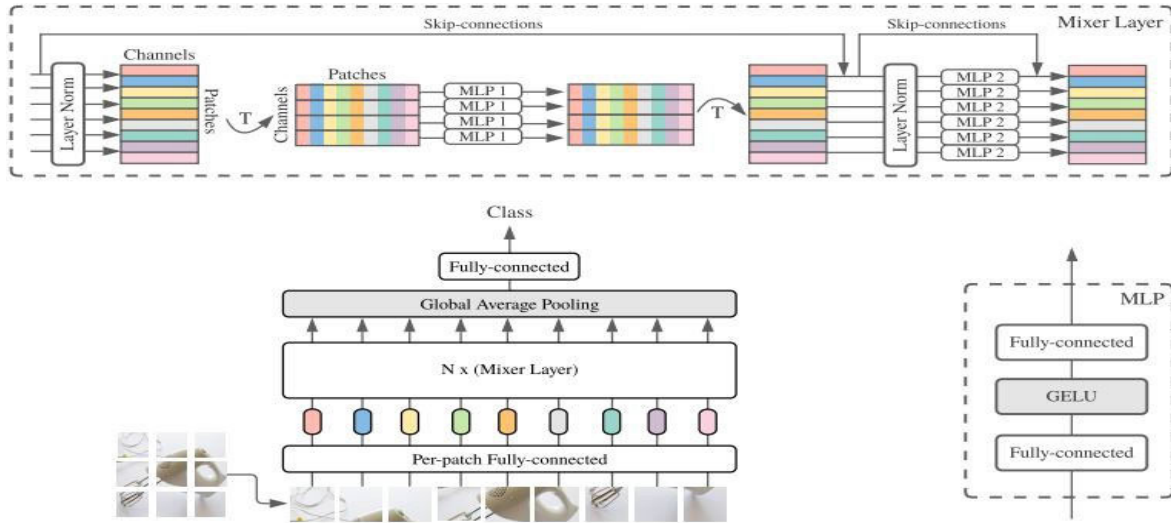 Skip-connections
Skip-connections
Mixer Layer
Channels
Layer Norm
Patches
T
Patches
Channels
MLP 1
MLP 1
MLP 1
MLP 1
T
Layer Norm
MLP 2
MLP 2
MLP 2
MLP 2
MLP 2
MLP 2
Class
Fully-connected
Global Average Pooling
N x (Mixer Layer)
Per-patch Fully-connected
MLP
Fully-connected
GELU
Fully-connected